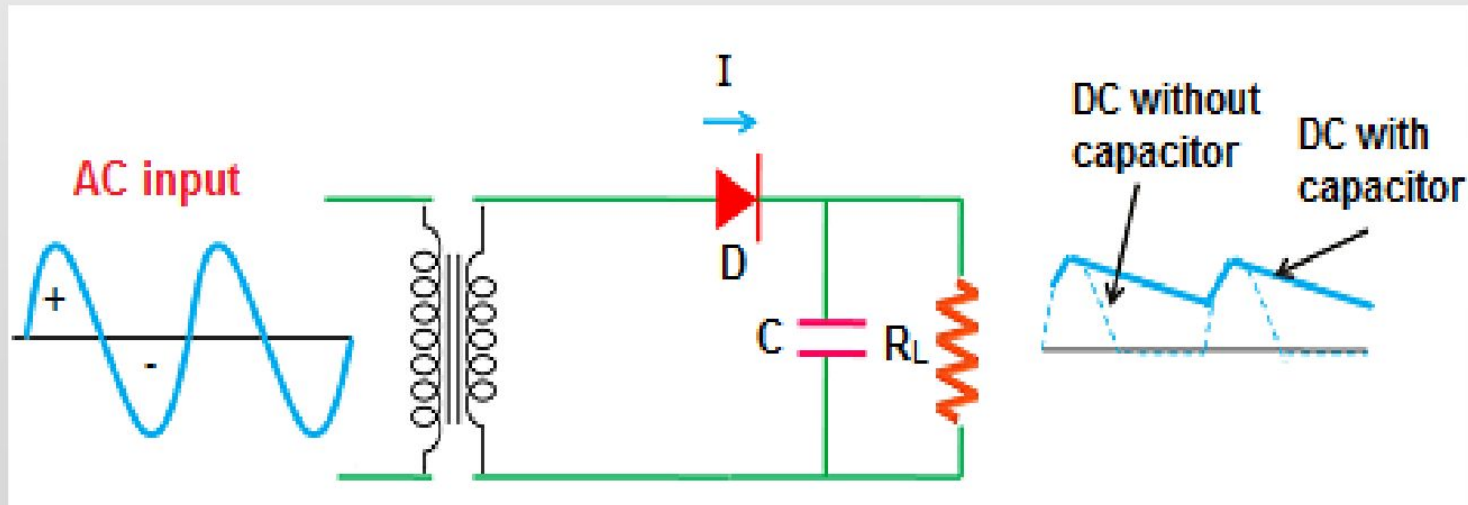 I
DC without
capacitor
DC with
capacitor
AC input
+
-
D
C
RL